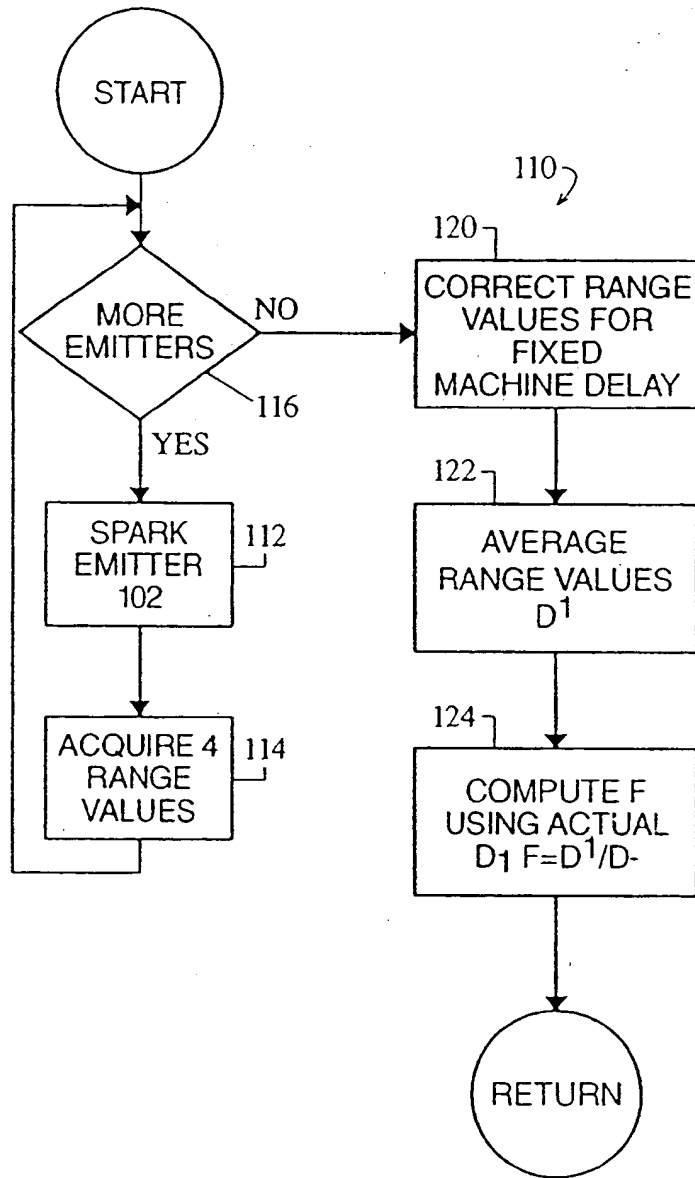 START
110
MORE
EMITTERS
NO
116
YES
SPARK
EMITTER
102
112
ACQUIRE 4
RANGE
VALUES
114
120
CORRECT RANGE
VALUES FOR
FIXED
MACHINE DELAY
122
AVERAGE
RANGE VALUES
D¹
124
COMPUTE F
USING ACTUAL
D₁ F=D¹/D-
RETURN